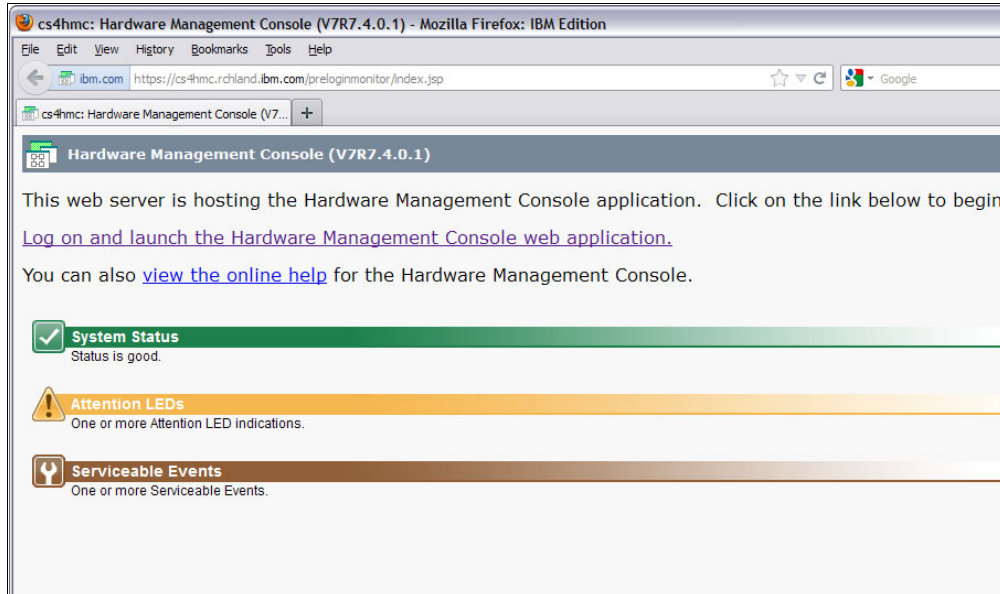 cs4hmc: Hardware Management Console (V7R7.4.0.1) - Mozilla Firefox: IBM Edition
File Edit View History Bookmarks Tools Help
ibm.com https://cs4hmc.rchland.ibm.com/preloginmonitor/index.jsp Google
cs4hmc: Hardware Management Console (V7... +
Hardware Management Console (V7R7.4.0.1)
This web server is hosting the Hardware Management Console application. Click on the link below to begin
Log on and launch the Hardware Management Console web application.
You can also view the online help for the Hardware Management Console.
System Status
Status is good.
Attention LEDs
One or more Attention LED indications.
Serviceable Events
One or more Serviceable Events.